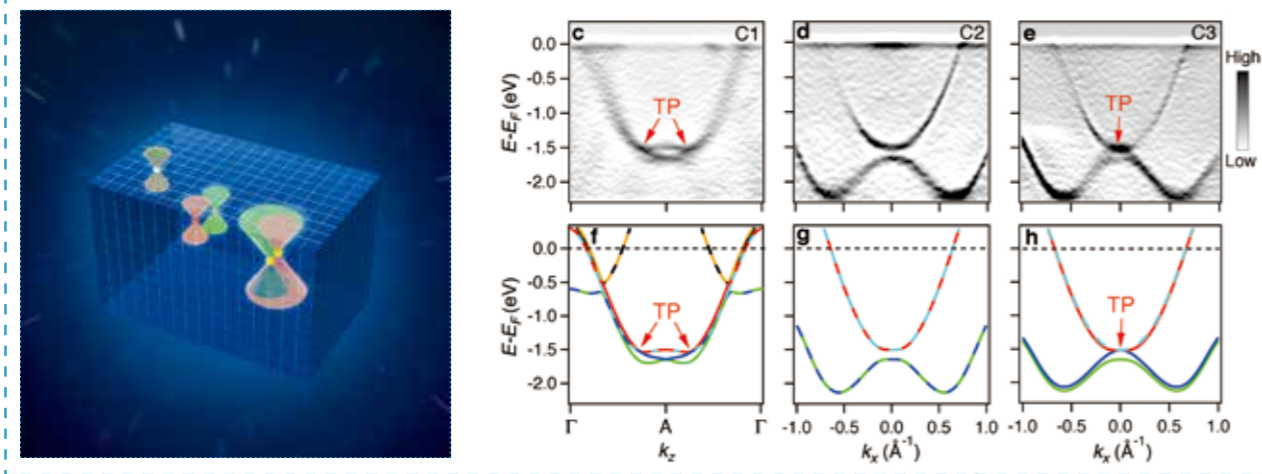 c C1
d C2
e C3
High
Low
TP
TP
E-E_F (eV)
0.0
-0.5
-1.0
-1.5
-2.0
f
g
h
TP
TP
E-E_F (eV)
0.0
-0.5
-1.0
-1.5
-2.0
Γ A Γ
-1.0 -0.5 0.0 0.5 1.0
-1.0 -0.5 0.0 0.5 1.0
k_z
k_x (Å⁻¹)
k_x (Å⁻¹)